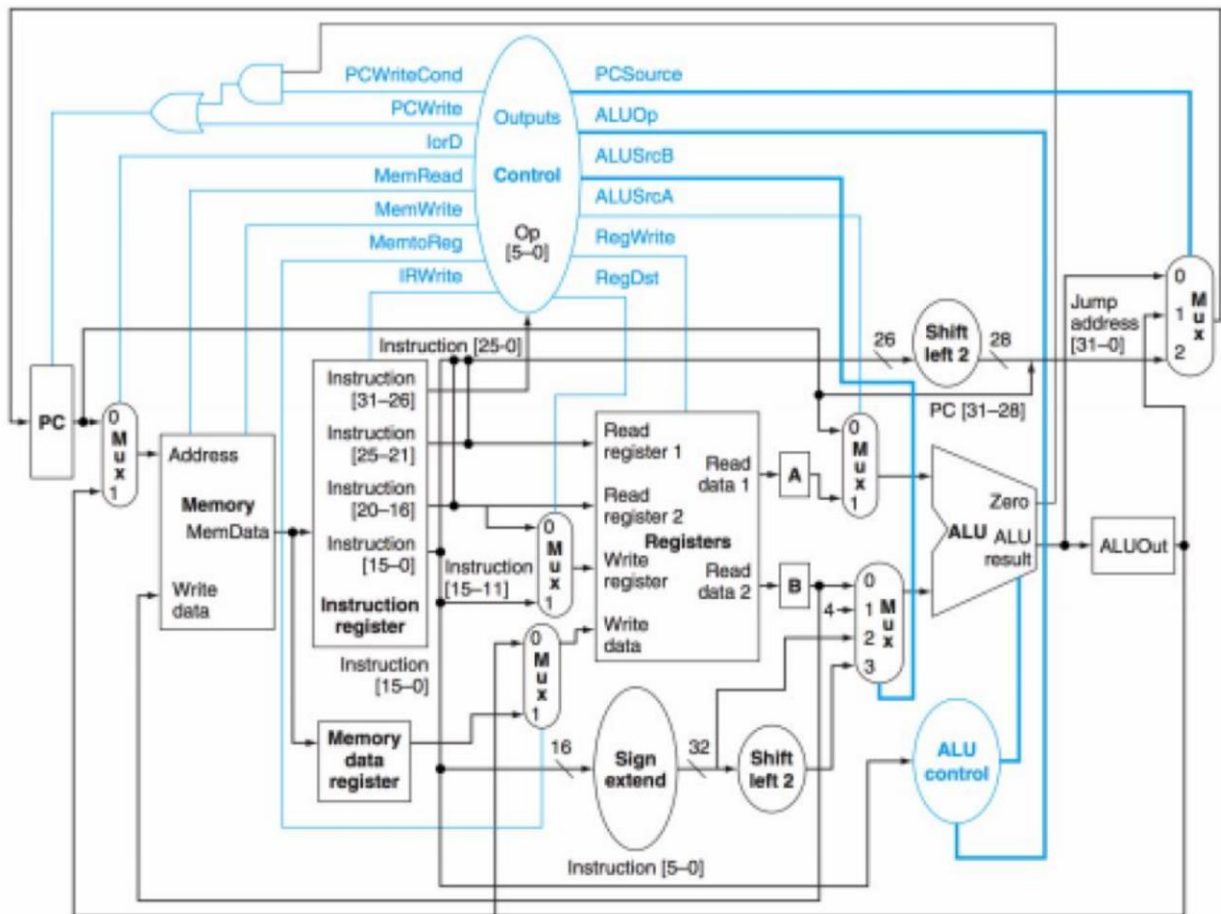 PCWriteCond
PCWrite
IorD
MemRead
MemWrite
MemtoReg
IRWrite
Outputs
Control
Op
[5–0]
PCSource
ALUOp
ALUSrcB
ALUSrcA
RegWrite
RegDst
PC
0
M
u
x
1
Address
Memory
MemData
Write
data
Instruction [25-0]
Instruction
[31–26]
Instruction
[25–21]
Instruction
[20–16]
Instruction
[15–0]
Instruction
register
Instruction
[15–0]
Memory
data
register
Instruction
[15–11]
0
M
u
x
1
0
M
u
x
1
Read
register 1
Read
register 2
Registers
Write
register
Write
data
Read
data 1
Read
data 2
A
B
0
M
u
x
1
4
0
1
2
3
M
u
x
26
Shift
left 2
28
Jump
address
[31–0]
PC [31–28]
0
1
2
M
u
x
Zero
ALU
ALU
result
ALUOut
16
Sign
extend
32
Shift
left 2
ALU
control
Instruction [5–0]